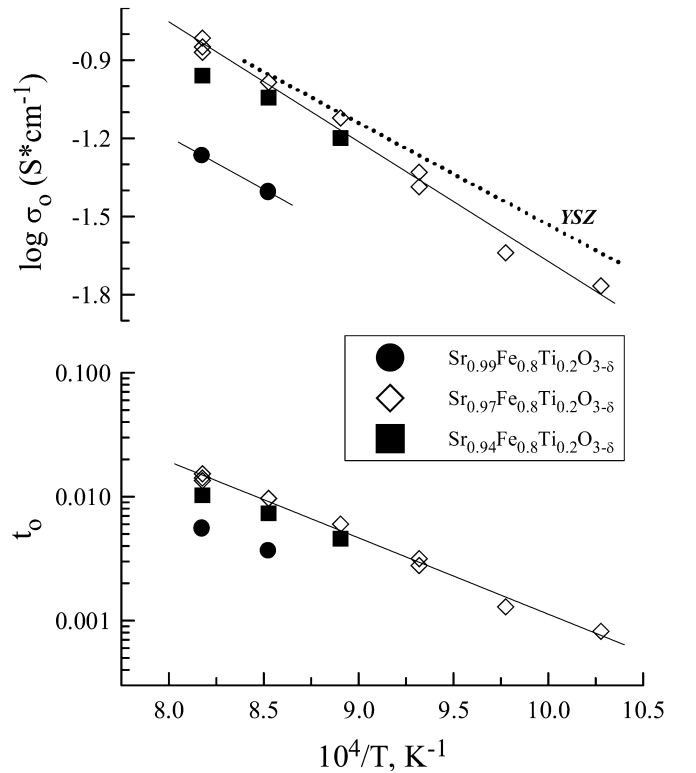 log σo (S*cm-1)
-0.9
-1.2
-1.5
-1.8
YSZ
Sr0.99Fe0.8Ti0.2O3-δ
Sr0.97Fe0.8Ti0.2O3-δ
Sr0.94Fe0.8Ti0.2O3-δ
to
0.100
0.010
0.001
8.0 8.5 9.0 9.5 10.0 10.5
10^4/T, K-1